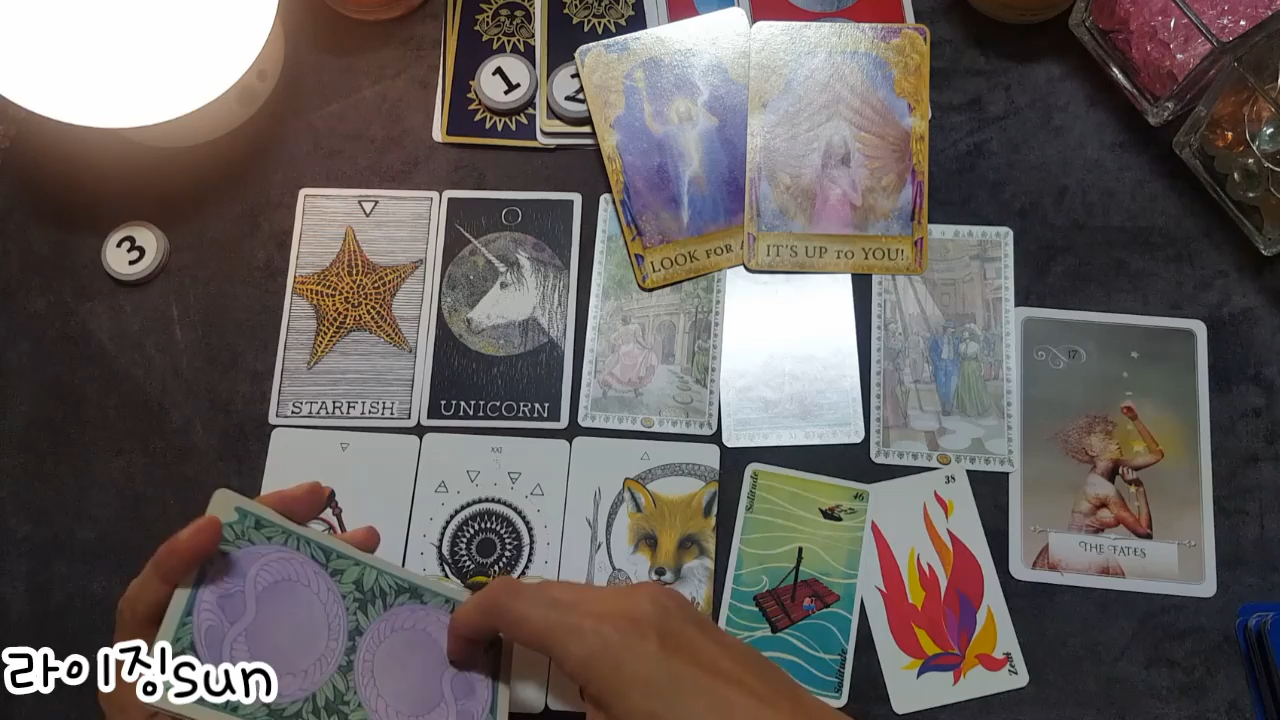 1
2
LOOK FOR
IT'S UP TO YOU!
3
STARFISH
UNICORN
17
THE FATES
XXI
Solitude
46
38
Solitude
Zeal
라이징sun